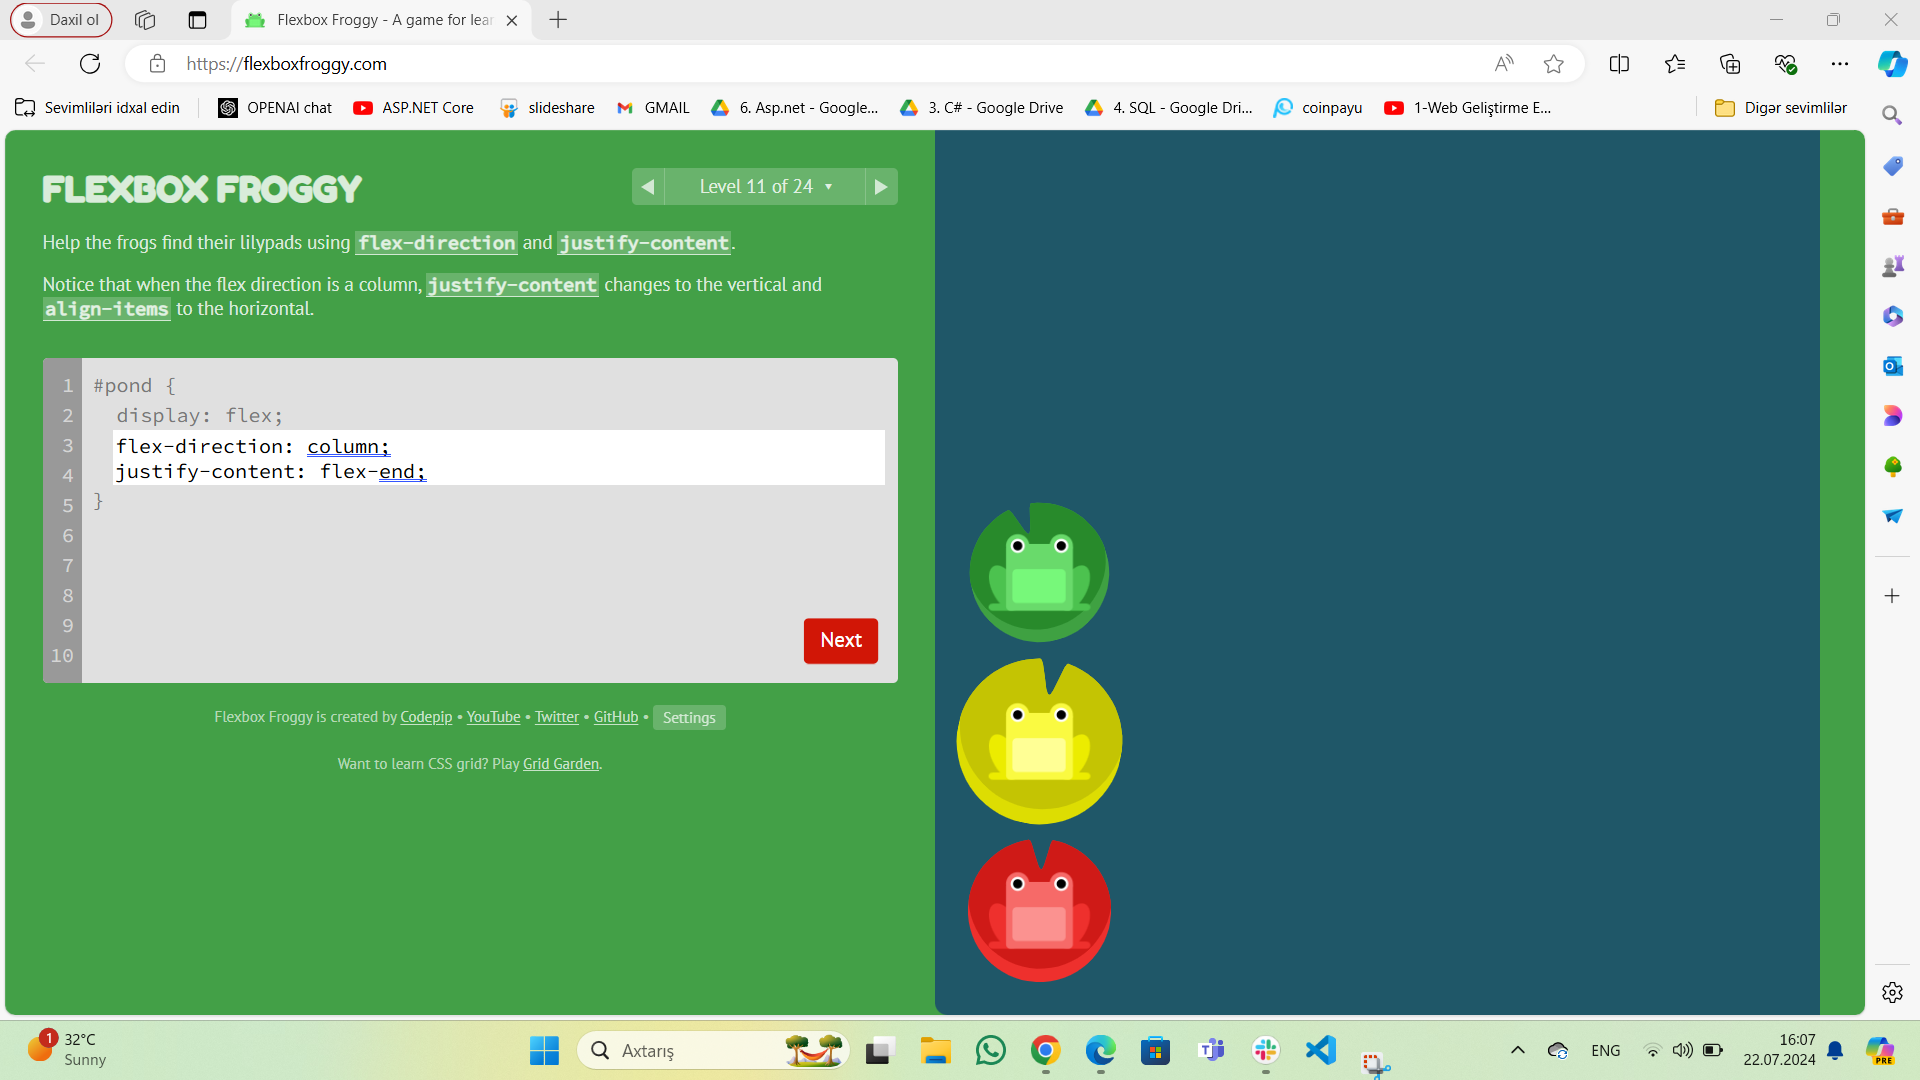 Daxil ol
Flexbox Froggy - A game for lear
https://flexboxfroggy.com
Sevimliləri idxal edin
OPENAI chat
ASP.NET Core
slideshare
GMAIL
6. Asp.net - Google...
3. C# - Google Drive
4. SQL - Google Dri...
coinpayu
1-Web Geliştirme E...
Digər sevimlilər
FLEXBOX FROGGY
Level 11 of 24
Help the frogs find their lilypads using flex-direction and justify-content.
Notice that when the flex direction is a column, justify-content changes to the vertical and
align-items to the horizontal.
1 #pond {
2 display: flex;
3 flex-direction: column;
4 justify-content: flex-end;
5 }
6
7
8
9
10
Next
Flexbox Froggy is created by Codepip • YouTube • Twitter • GitHub • Settings
Want to learn CSS grid? Play Grid Garden.
1
32°C
Sunny
Axtarış
ENG
16:07
22.07.2024
PRE